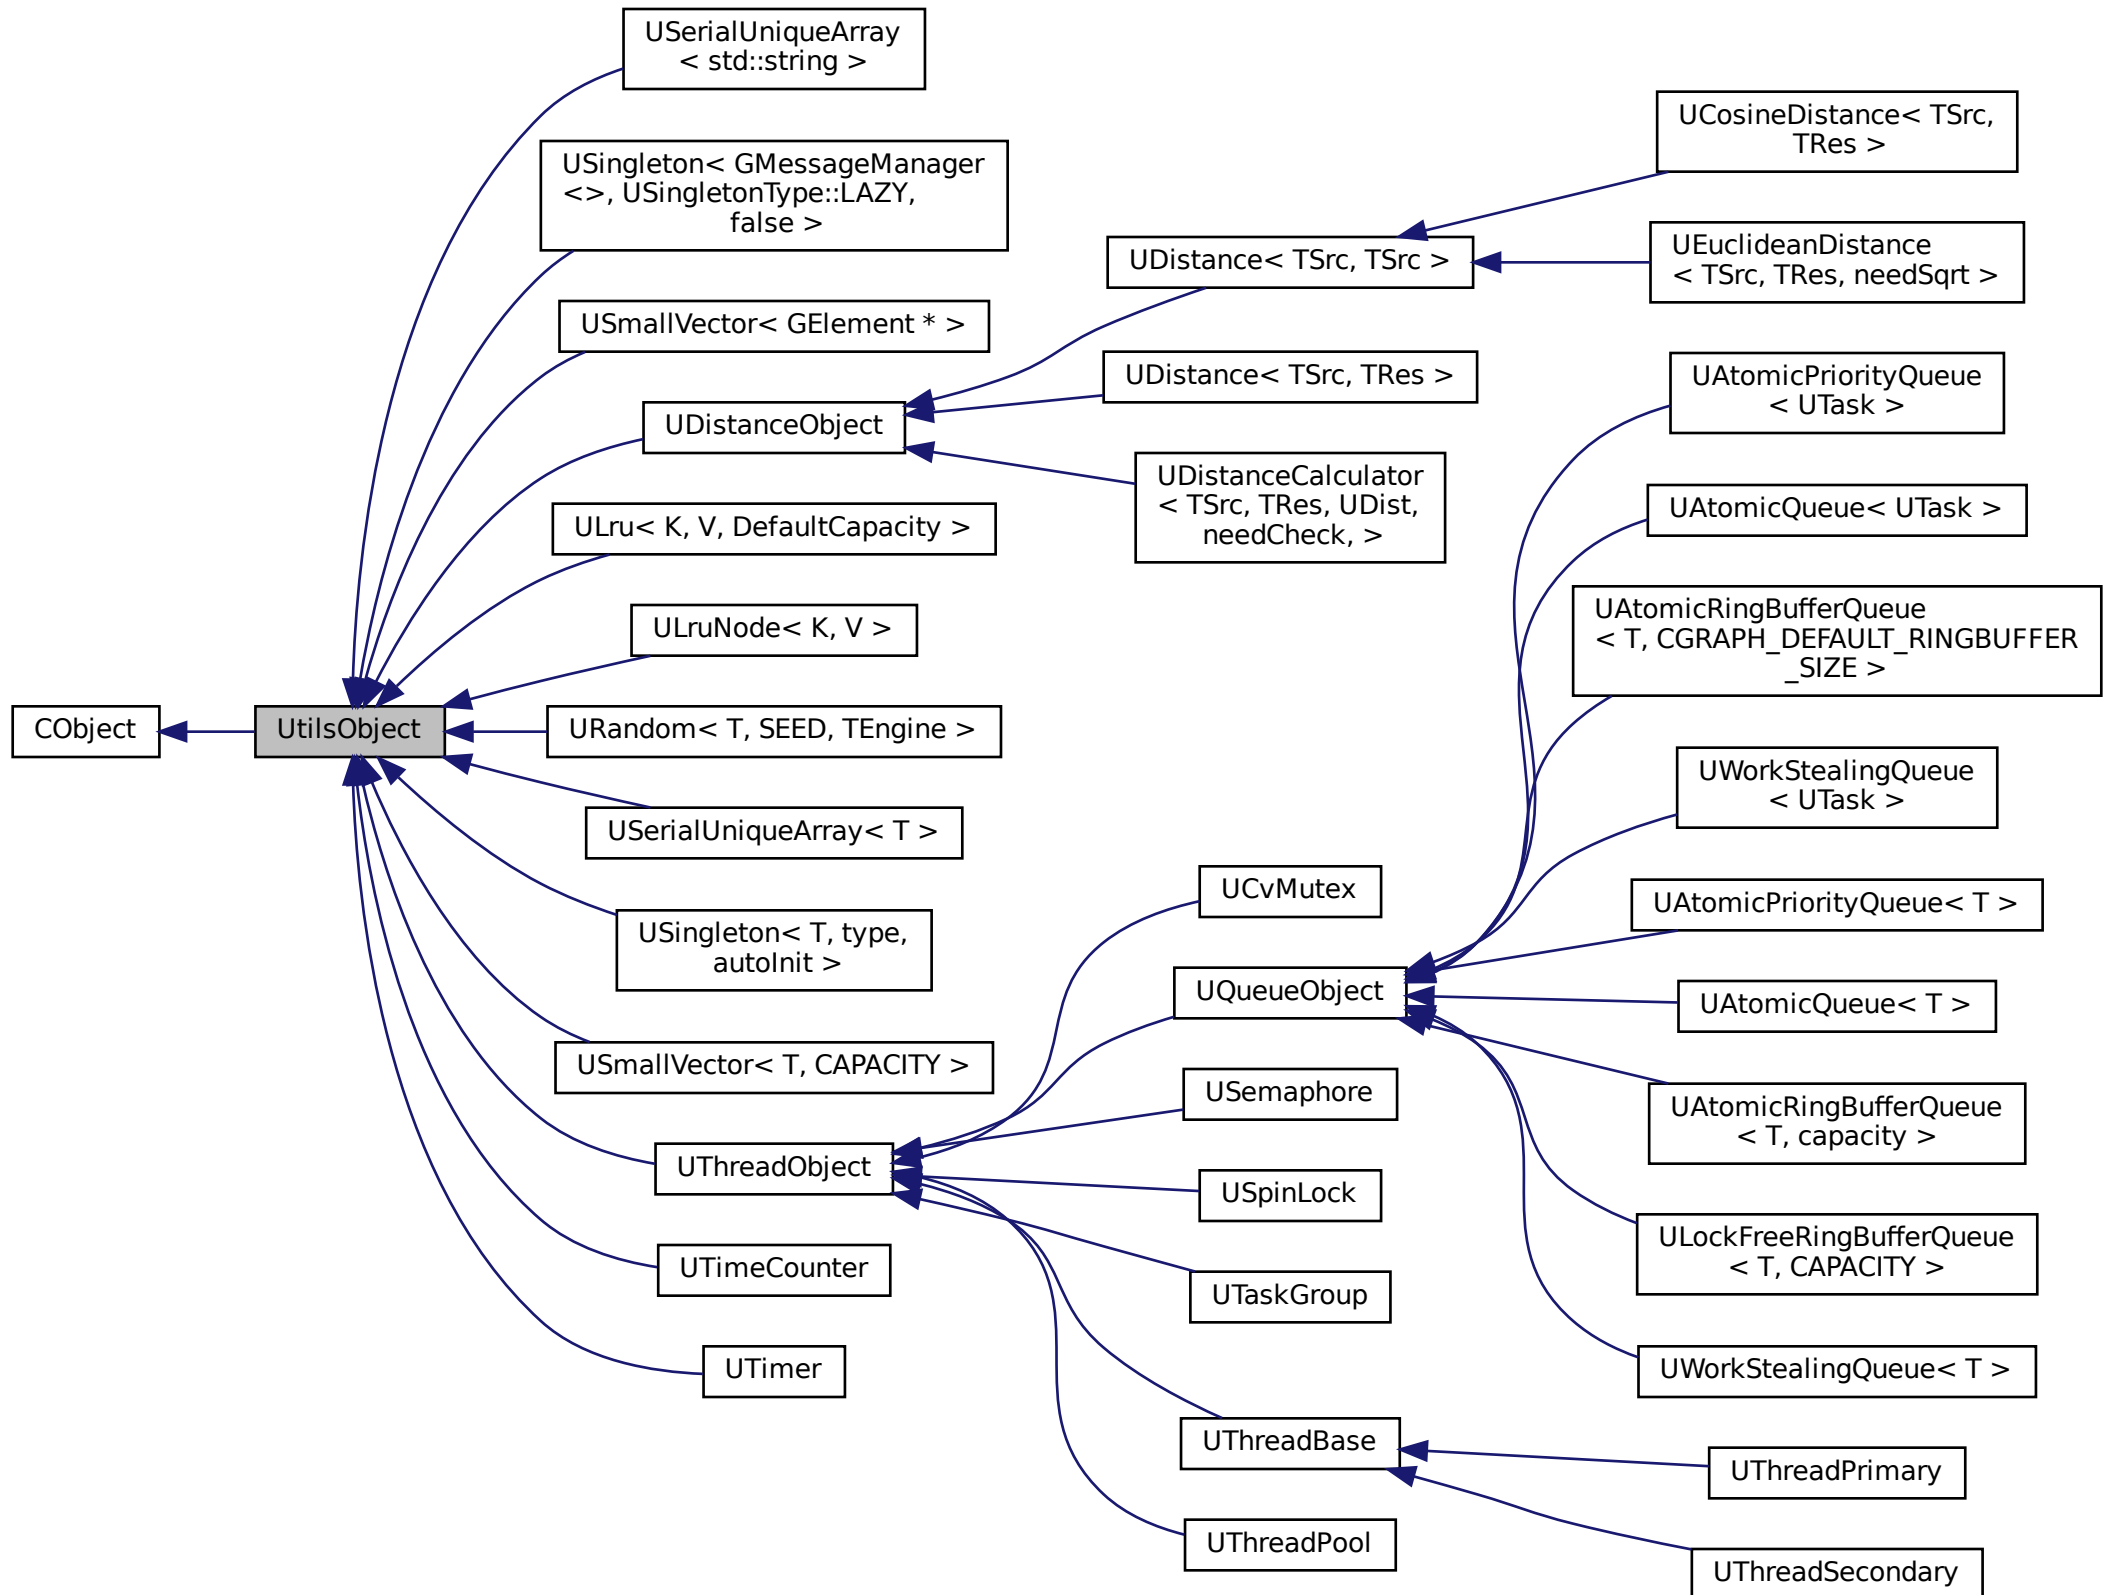 USerialUniqueArray
< std::string >
USingleton< GMessageManager
<>, USingletonType::LAZY,
false >
USmallVector< GElement * >
UDistanceObject
ULru< K, V, DefaultCapacity >
ULruNode< K, V >
CObject
UtilsObject
URandom< T, SEED, TEngine >
USerialUniqueArray< T >
USingleton< T, type,
autoInit >
USmallVector< T, CAPACITY >
UThreadObject
UTimeCounter
UTimer
UDistance< TSrc, TSrc >
UDistance< TSrc, TRes >
UDistanceCalculator
< TSrc, TRes, UDist,
needCheck, >
UCvMutex
UQueueObject
USemaphore
USpinLock
UTaskGroup
UThreadBase
UThreadPool
UCosineDistance< TSrc,
TRes >
UEuclideanDistance
< TSrc, TRes, needSqrt >
UAtomicPriorityQueue
< UTask >
UAtomicQueue< UTask >
UAtomicRingBufferQueue
< T, CGRAPH_DEFAULT_RINGBUFFER
_SIZE >
UWorkStealingQueue
< UTask >
UAtomicPriorityQueue< T >
UAtomicQueue< T >
UAtomicRingBufferQueue
< T, capacity >
ULockFreeRingBufferQueue
< T, CAPACITY >
UWorkStealingQueue< T >
UThreadPrimary
UThreadSecondary